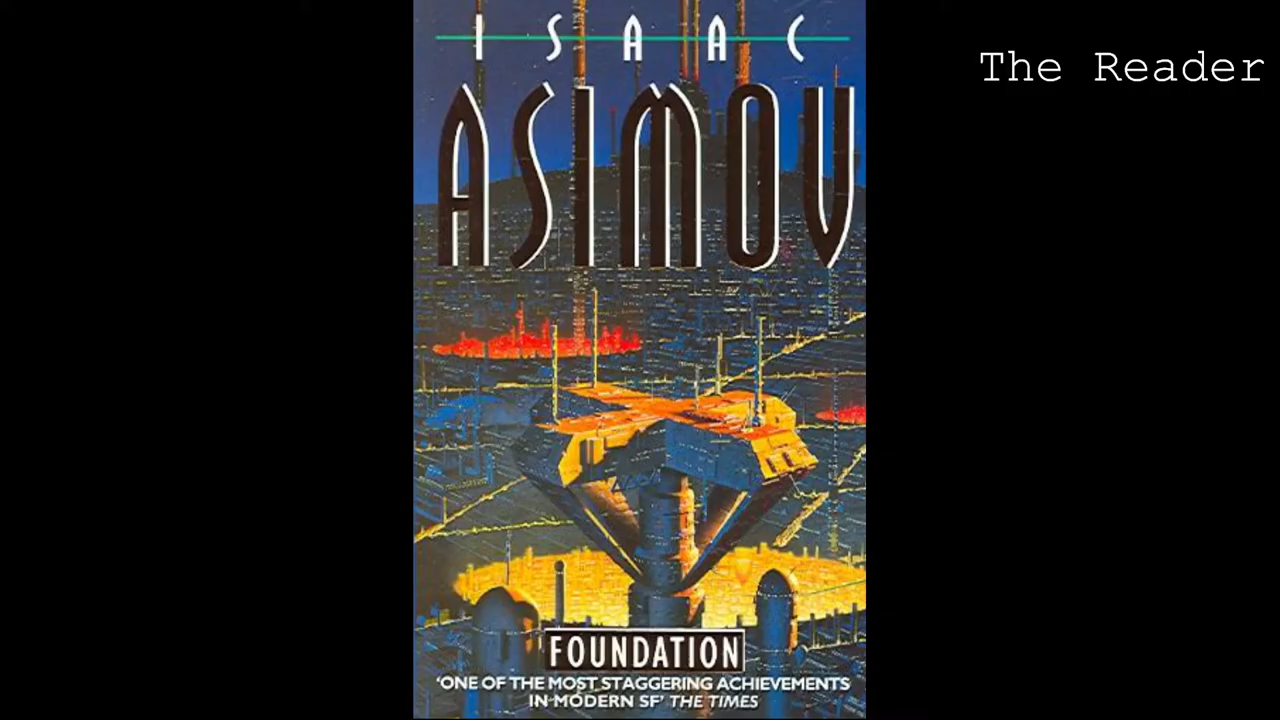 ISAAC
ASIMOV
The Reader
FOUNDATION
'ONE OF THE MOST STAGGERING ACHIEVEMENTS
IN MODERN SF' THE TIMES